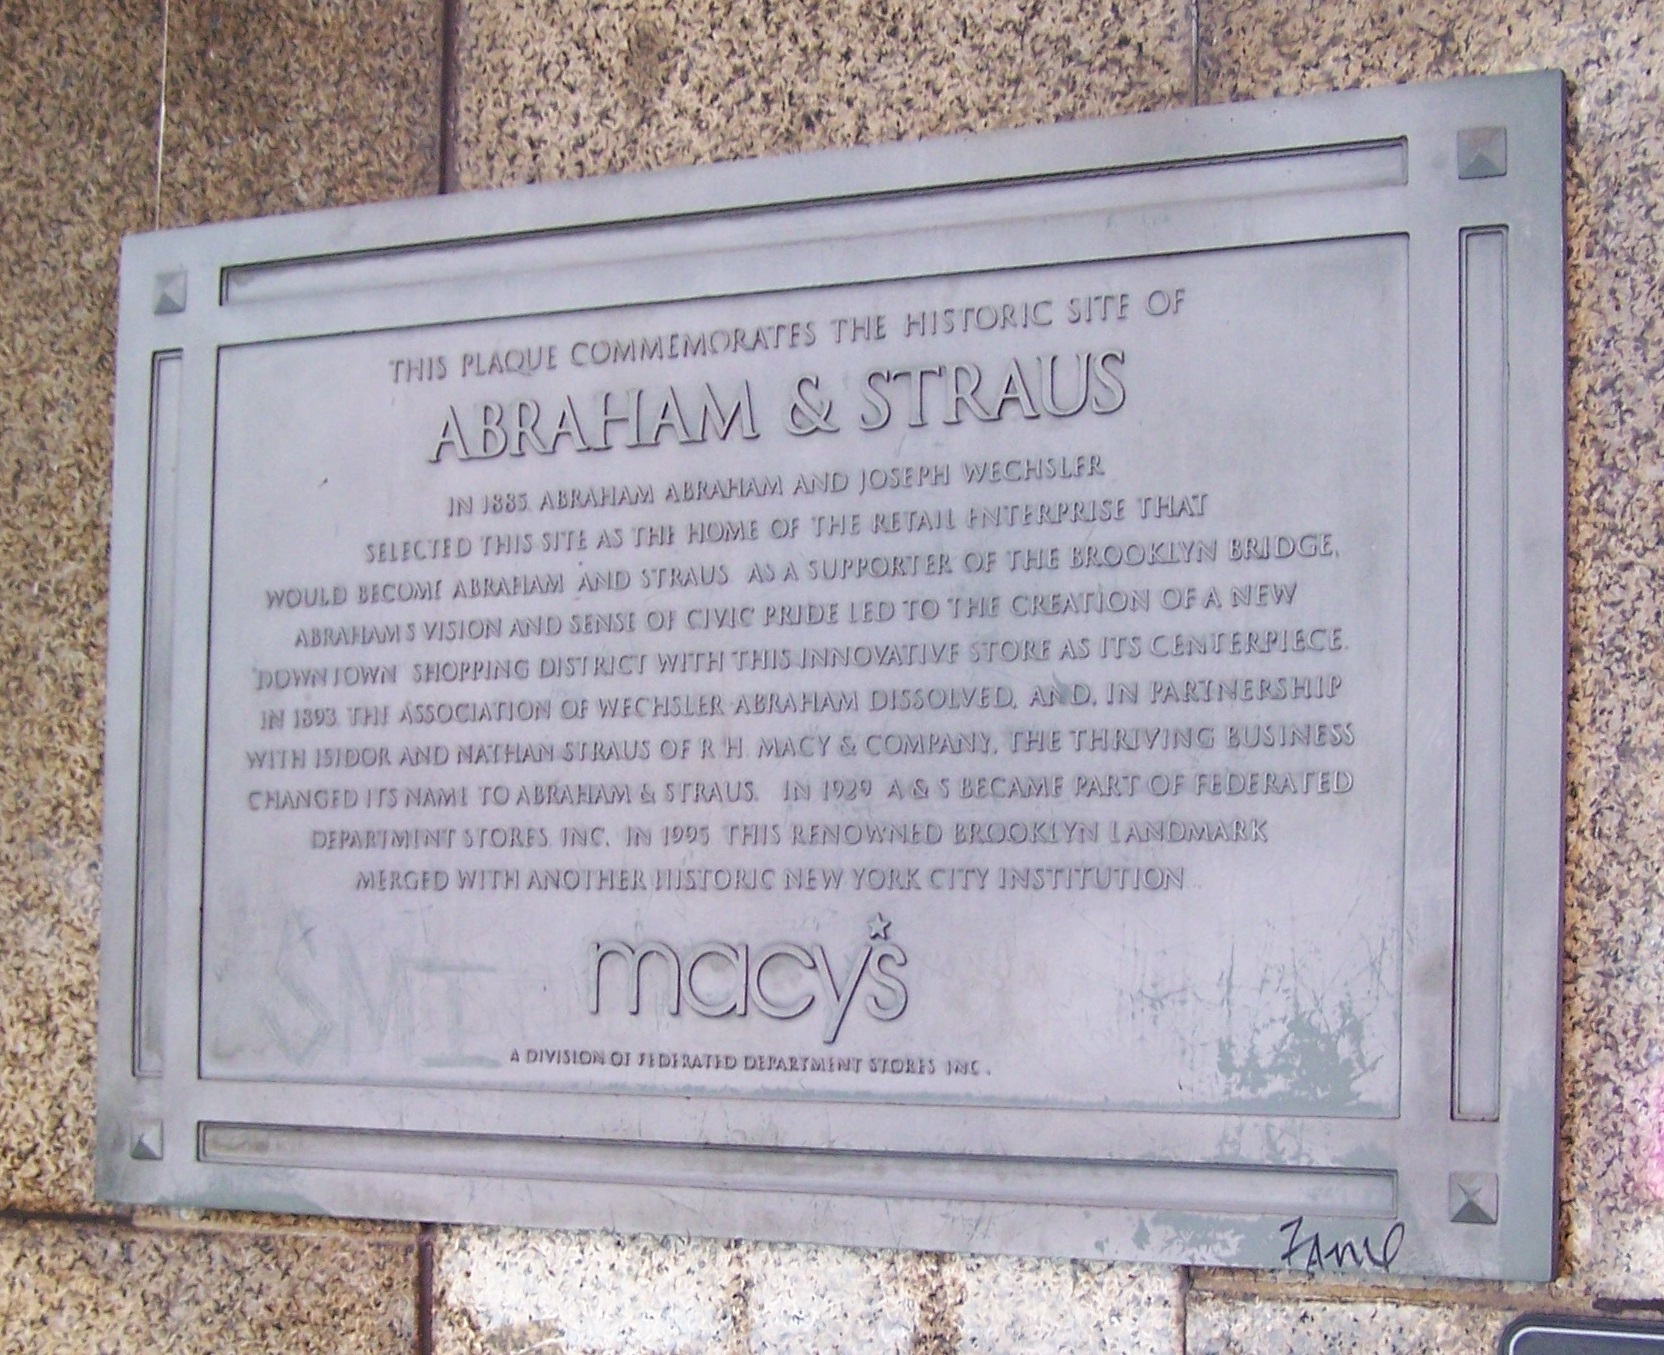 THIS PLAQUE COMMEMORATES THE HISTORIC SITE OF
ABRAHAM & STRAUS
IN 1885, ABRAHAM ABRAHAM AND JOSEPH WECHSLER
SELECTED THIS SITE AS THE HOME OF THE RETAIL ENTERPRISE THAT
WOULD BECOME ABRAHAM AND STRAUS. AS A SUPPORTER OF THE BROOKLYN BRIDGE,
ABRAHAM'S VISION AND SENSE OF CIVIC PRIDE LED TO THE CREATION OF A NEW
"DOWNTOWN" SHOPPING DISTRICT WITH THIS INNOVATIVE STORE AS ITS CENTERPIECE.
IN 1893, THE ASSOCIATION OF WECHSLER-ABRAHAM DISSOLVED, AND, IN PARTNERSHIP
WITH ISIDOR AND NATHAN STRAUS OF R.H. MACY & COMPANY, THE THRIVING BUSINESS
CHANGED ITS NAME TO ABRAHAM & STRAUS. IN 1929, A & S BECAME PART OF FEDERATED
DEPARTMENT STORES, INC. IN 1995, THIS RENOWNED BROOKLYN LANDMARK
MERGED WITH ANOTHER HISTORIC NEW YORK CITY INSTITUTION
macy's
A DIVISION OF FEDERATED DEPARTMENT STORES, INC.
SMI